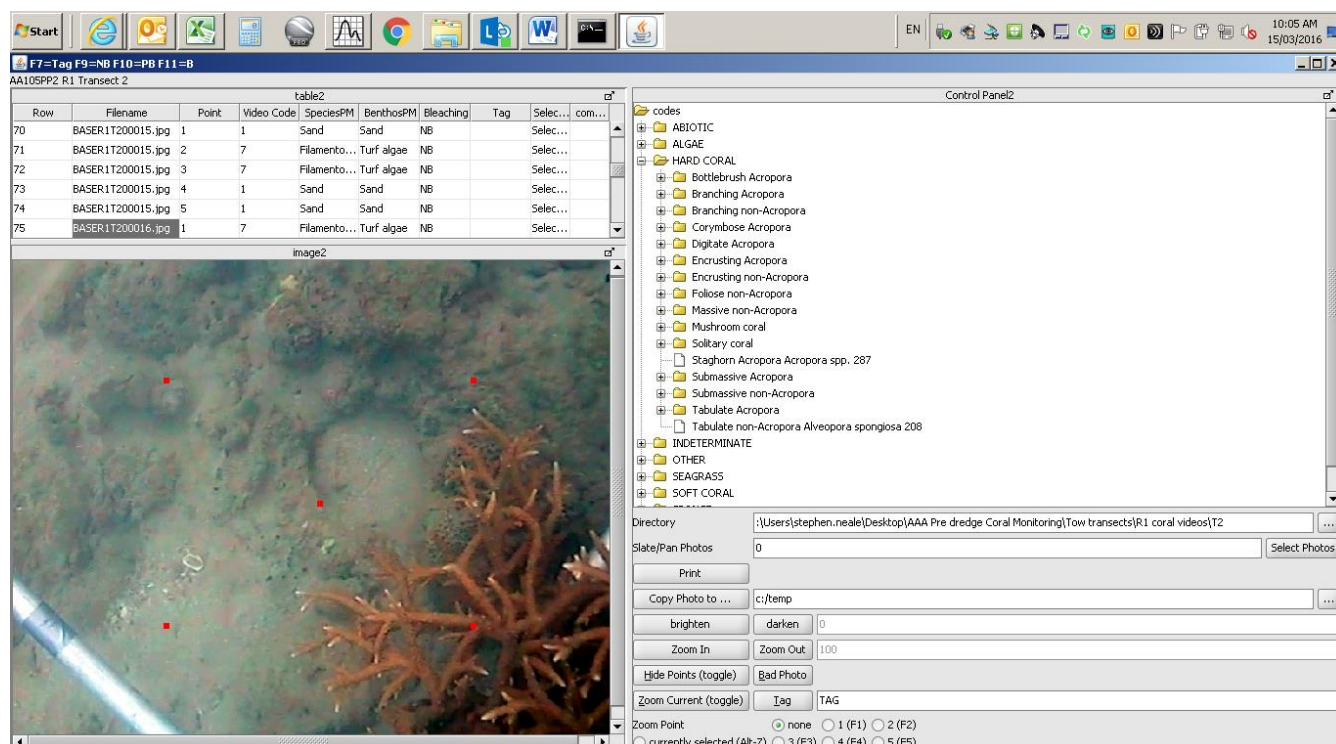 Start
EN
10:05 AM
15/03/2016
F7=Tag F9=NB F10=PB F11=B
AA105PP2 R1 Transect 2
table2
Row Filename Point Video Code SpeciesPM BenthosPM Bleaching Tag Selec... com...
70 BASER1T200015.jpg 1 1 Sand Sand NB Selec...
71 BASER1T200015.jpg 2 7 Filamento... Turf algae NB Selec...
72 BASER1T200015.jpg 3 7 Filamento... Turf algae NB Selec...
73 BASER1T200015.jpg 4 1 Sand Sand NB Selec...
74 BASER1T200015.jpg 5 1 Sand Sand NB Selec...
75 BASER1T200016.jpg 1 7 Filamento... Turf algae NB Selec...
image2
Control Panel2
codes
ABIOTIC
ALGAE
HARD CORAL
Bottlebrush Acropora
Branching Acropora
Branching non-Acropora
Corymbose Acropora
Digitate Acropora
Encrusting Acropora
Encrusting non-Acropora
Foliose non-Acropora
Massive non-Acropora
Mushroom coral
Solitary coral
Staghorn Acropora Acropora spp. 287
Submassive Acropora
Submassive non-Acropora
Tabulate Acropora
Tabulate non-Acropora Alveopora spongiosa 208
INDETERMINATE
OTHER
SEAGRASS
SOFT CORAL
Directory :\Users\stephen.neale\Desktop\AAA Pre dredge Coral Monitoring\Tow transects\R1 coral videos\T2 ...
Slate/Pan Photos 0 Select Photos
Print
Copy Photo to ... c:/temp ...
brighten darken 0
Zoom In Zoom Out 100
Hide Points (toggle) Bad Photo
Zoom Current (toggle) Tag TAG
Zoom Point none 1 (F1) 2 (F2)
currently selected (Alt-Z) 3 (F3) 4 (F4) 5 (F5)